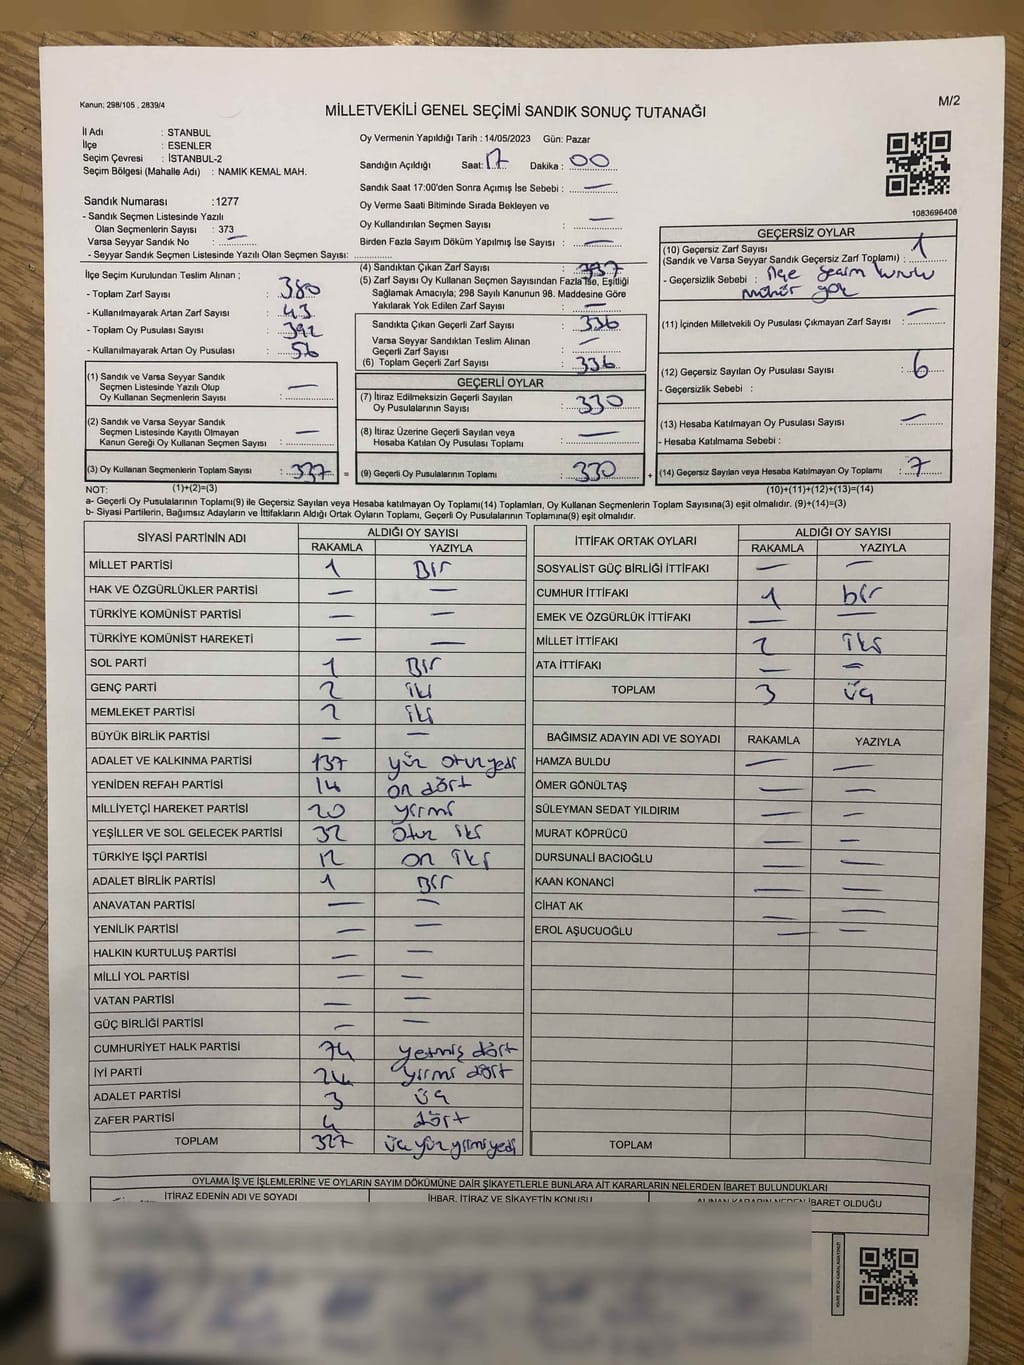 Kanun; 298/105 , 2839/4
MİLLETVEKİLİ GENEL SEÇİMİ SANDIK SONUÇ TUTANAĞI
M/2
İl Adı : STANBUL
İlçe : ESENLER
Seçim Çevresi : İSTANBUL-2
Seçim Bölgesi (Mahalle Adı) : NAMIK KEMAL MAH.
Sandık Numarası :1277
- Sandık Seçmen Listesinde Yazılı
Olan Seçmenlerin Sayısı : 373
Varsa Seyyar Sandık No : —
- Seyyar Sandık Seçmen Listesinde Yazılı Olan Seçmen Sayısı:
Oy Vermenin Yapıldığı Tarih : 14/05/2023 Gün: Pazar
Sandığın Açıldığı Saat: 17 Dakika : 00
Sandık Saat 17:00'den Sonra Açımış İse Sebebi : —
Oy Verme Saati Bitiminde Sırada Bekleyen ve
Oy Kullandırılan Seçmen Sayısı : —
Birden Fazla Sayım Döküm Yapılmış İse Sayısı : —
1083696408
İlçe Seçim Kurulundan Teslim Alınan ;
- Toplam Zarf Sayısı : 380
- Kullanılmayarak Artan Zarf Sayısı : 43
- Toplam Oy Pusulası Sayısı : 392
- Kullanılmayarak Artan Oy Pusulası : 56
(1) Sandık ve Varsa Seyyar Sandık
Seçmen Listesinde Yazılı Olup
Oy Kullanan Seçmenlerin Sayısı : —
(2) Sandık ve Varsa Seyyar Sandık
Seçmen Listesinde Kayıtlı Olmayan
Kanun Gereği Oy Kullanan Seçmen Sayısı : —
(3) Oy Kullanan Seçmenlerin Toplam Sayısı : 337 =
(1)+(2)=(3)
(4) Sandıktan Çıkan Zarf Sayısı : 337
(5) Zarf Sayısı Oy Kullanan Seçmen Sayısından Fazla İse, Eşitliği
Sağlamak Amacıyla; 298 Sayılı Kanunun 98. Maddesine Göre
Yakılarak Yok Edilen Zarf Sayısı : —
Sandıkta Çıkan Geçerli Zarf Sayısı : 336
Varsa Seyyar Sandıktan Teslim Alınan
Geçerli Zarf Sayısı : —
(6) Toplam Geçerli Zarf Sayısı : 336
GEÇERLİ OYLAR
(7) İtiraz Edilmeksizin Geçerli Sayılan
Oy Pusulalarının Sayısı : 330
(8) İtiraz Üzerine Geçerli Sayılan veya
Hesaba Katılan Oy Pusulası Toplamı : —
(9) Geçerli Oy Pusulalarının Toplamı : 330 +
GEÇERSİZ OYLAR
(10) Geçersiz Zarf Sayısı
(Sandık ve Varsa Seyyar Sandık Geçersiz Zarf Toplamı) : 1
- Geçersizlik Sebebi : İlçe Seçim kurulu
mühür yok
(11) İçinden Milletvekili Oy Pusulası Çıkmayan Zarf Sayısı : —
(12) Geçersiz Sayılan Oy Pusulası Sayısı : 6
- Geçersizlik Sebebi :
(13) Hesaba Katılmayan Oy Pusulası Sayısı : —
- Hesaba Katılmama Sebebi :
(14) Geçersiz Sayılan veya Hesaba Katılmayan Oy Toplamı : 7
(10)+(11)+(12)+(13)=(14)
NOT:
a- Geçerli Oy Pusulalarının Toplamı(9) ile Geçersiz Sayılan veya Hesaba katılmayan Oy Toplamı(14) Toplamları, Oy Kullanan Seçmenlerin Toplam Sayısına(3) eşit olmalıdır. (9)+(14)=(3)
b- Siyasi Partilerin, Bağımsız Adayların ve İttifakların Aldığı Ortak Oyların Toplamı, Geçerli Oy Pusulalarının Toplamına(9) eşit olmalıdır.
SİYASİ PARTİNİN ADI ALDIĞI OY SAYISI
RAKAMLA YAZIYLA
MİLLET PARTİSİ 1 Bir
HAK VE ÖZGÜRLÜKLER PARTİSİ — —
TÜRKİYE KOMÜNİST PARTİSİ — —
TÜRKİYE KOMÜNİST HAREKETİ — —
SOL PARTİ 1 Bir
GENÇ PARTİ 2 iki
MEMLEKET PARTİSİ 2 iki
BÜYÜK BİRLİK PARTİSİ — —
ADALET VE KALKINMA PARTİSİ 137 yüz otuzyedi
YENİDEN REFAH PARTİSİ 14 on dört
MİLLİYETÇİ HAREKET PARTİSİ 20 yirmi
YEŞİLLER VE SOL GELECEK PARTİSİ 32 otuz iki
TÜRKİYE İŞÇİ PARTİSİ 12 on iki
ADALET BİRLİK PARTİSİ 1 Bir
ANAVATAN PARTİSİ — —
YENİLİK PARTİSİ — —
HALKIN KURTULUŞ PARTİSİ — —
MİLLİ YOL PARTİSİ — —
VATAN PARTİSİ — —
GÜÇ BİRLİĞİ PARTİSİ — —
CUMHURİYET HALK PARTİSİ 74 yetmiş dört
İYİ PARTİ 24 yirmi dört
ADALET PARTİSİ 3 üç
ZAFER PARTİSİ 4 dört
TOPLAM 327 üç yüz yirmiyedi
İTTİFAK ORTAK OYLARI ALDIĞI OY SAYISI
RAKAMLA YAZIYLA
SOSYALİST GÜÇ BİRLİĞİ İTTİFAKI — —
CUMHUR İTTİFAKI 1 bir
EMEK VE ÖZGÜRLÜK İTTİFAKI — —
MİLLET İTTİFAKI 2 iki
ATA İTTİFAKI — —
TOPLAM 3 üç
BAĞIMSIZ ADAYIN ADI VE SOYADI RAKAMLA YAZIYLA
HAMZA BULDU — —
ÖMER GÖNÜLTAŞ — —
SÜLEYMAN SEDAT YILDIRIM — —
MURAT KÖPRÜCÜ — —
DURSUNALİ BACIOĞLU — —
KAAN KONANCİ — —
CİHAT AK — —
EROL AŞUCUOĞLU — —
TOPLAM
OYLAMA İŞ VE İŞLEMLERİNE VE OYLARIN SAYIM DÖKÜMÜNE DAİR ŞİKAYETLERLE BUNLARA AİT KARARLARIN NELERDEN İBARET BULUNDUKLARI
İTİRAZ EDENİN ADI VE SOYADI İHBAR, İTİRAZ VE ŞİKAYETİN KONUSU ALINAN KARARIN NEDEN İBARET OLDUĞU